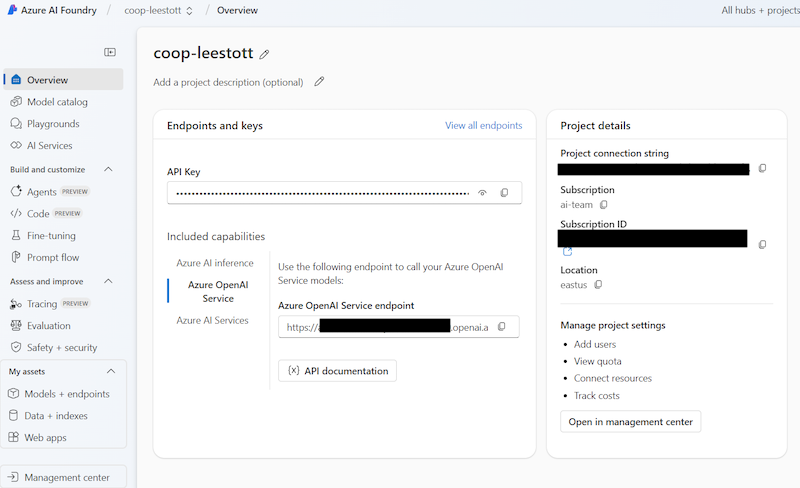 Azure AI Foundry / coop-leestott / Overview
All hubs + projects
Overview
Model catalog
Playgrounds
AI Services
Build and customize
Agents PREVIEW
Code PREVIEW
Fine-tuning
Prompt flow
Assess and improve
Tracing PREVIEW
Evaluation
Safety + security
My assets
Models + endpoints
Data + indexes
Web apps
Management center
coop-leestott
Add a project description (optional)
Endpoints and keys
View all endpoints
API Key
Included capabilities
Azure AI inference
Azure OpenAI
Service
Azure AI Services
Use the following endpoint to call your Azure OpenAI
Service models:
Azure OpenAI Service endpoint
https:// .openai.a
{x} API documentation
Project details
Project connection string
Subscription
ai-team
Subscription ID
Location
eastus
Manage project settings
• Add users
• View quota
• Connect resources
• Track costs
Open in management center